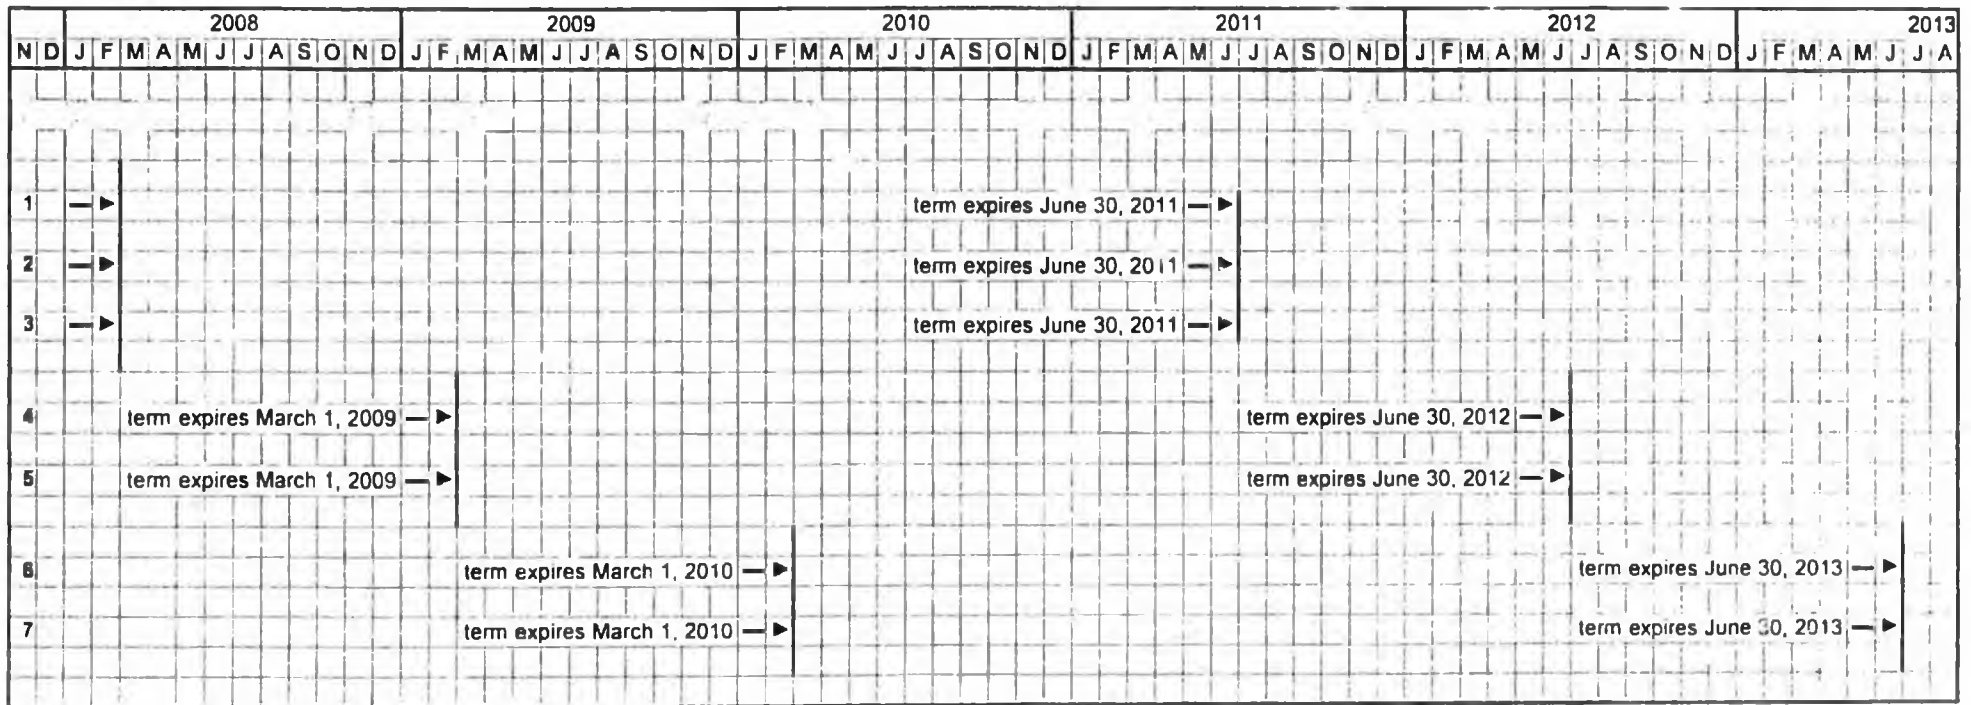 2008 2009 2010 2011 2012 2013
N D J F M A M J J A S O N D J F M A M J J A S O N D J F M A M J J A S O N D J F M A M J J A S O N D J F M A M J J A S O N D J F M A M J J A
1 term expires June 30, 2011
2 term expires June 30, 2011
3 term expires June 30, 2011
4 term expires March 1, 2009 term expires June 30, 2012
5 term expires March 1, 2009 term expires June 30, 2012
6 term expires March 1, 2010 term expires June 30, 2013
7 term expires March 1, 2010 term expires June 30, 2013